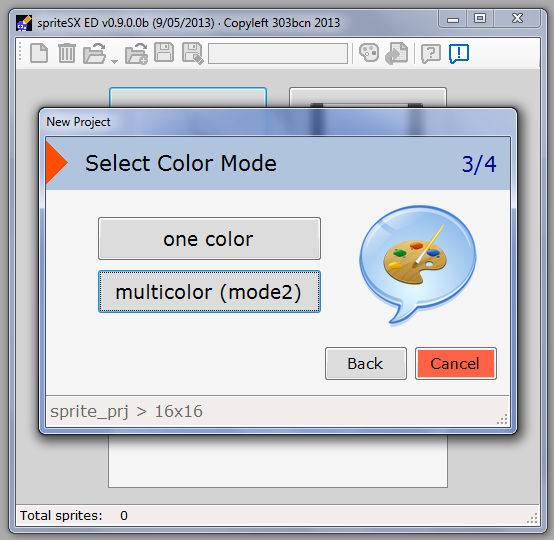 spriteSX ED v0.9.0.0b (9/05/2013) · Copyleft 303bcn 2013
New Project
Select Color Mode 3/4
one color
multicolor (mode2)
Back Cancel
sprite_prj > 16x16
Total sprites: 0